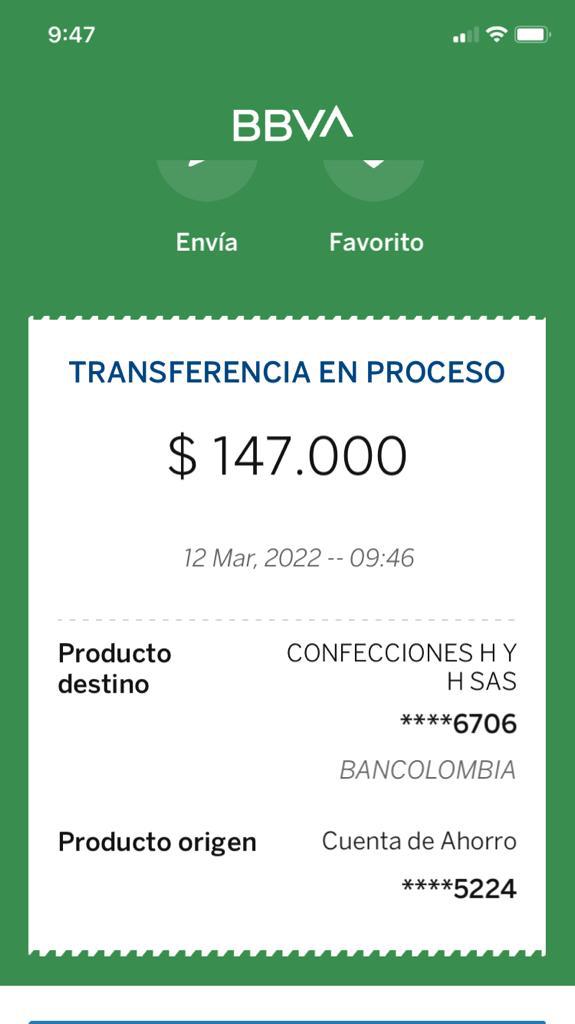 9:47
BBVA
Envía Favorito
TRANSFERENCIA EN PROCESO
$ 147.000
12 Mar, 2022 -- 09:46
Producto destino
CONFECCIONES H Y
H SAS
****6706
BANCOLOMBIA
Producto origen Cuenta de Ahorro
****5224